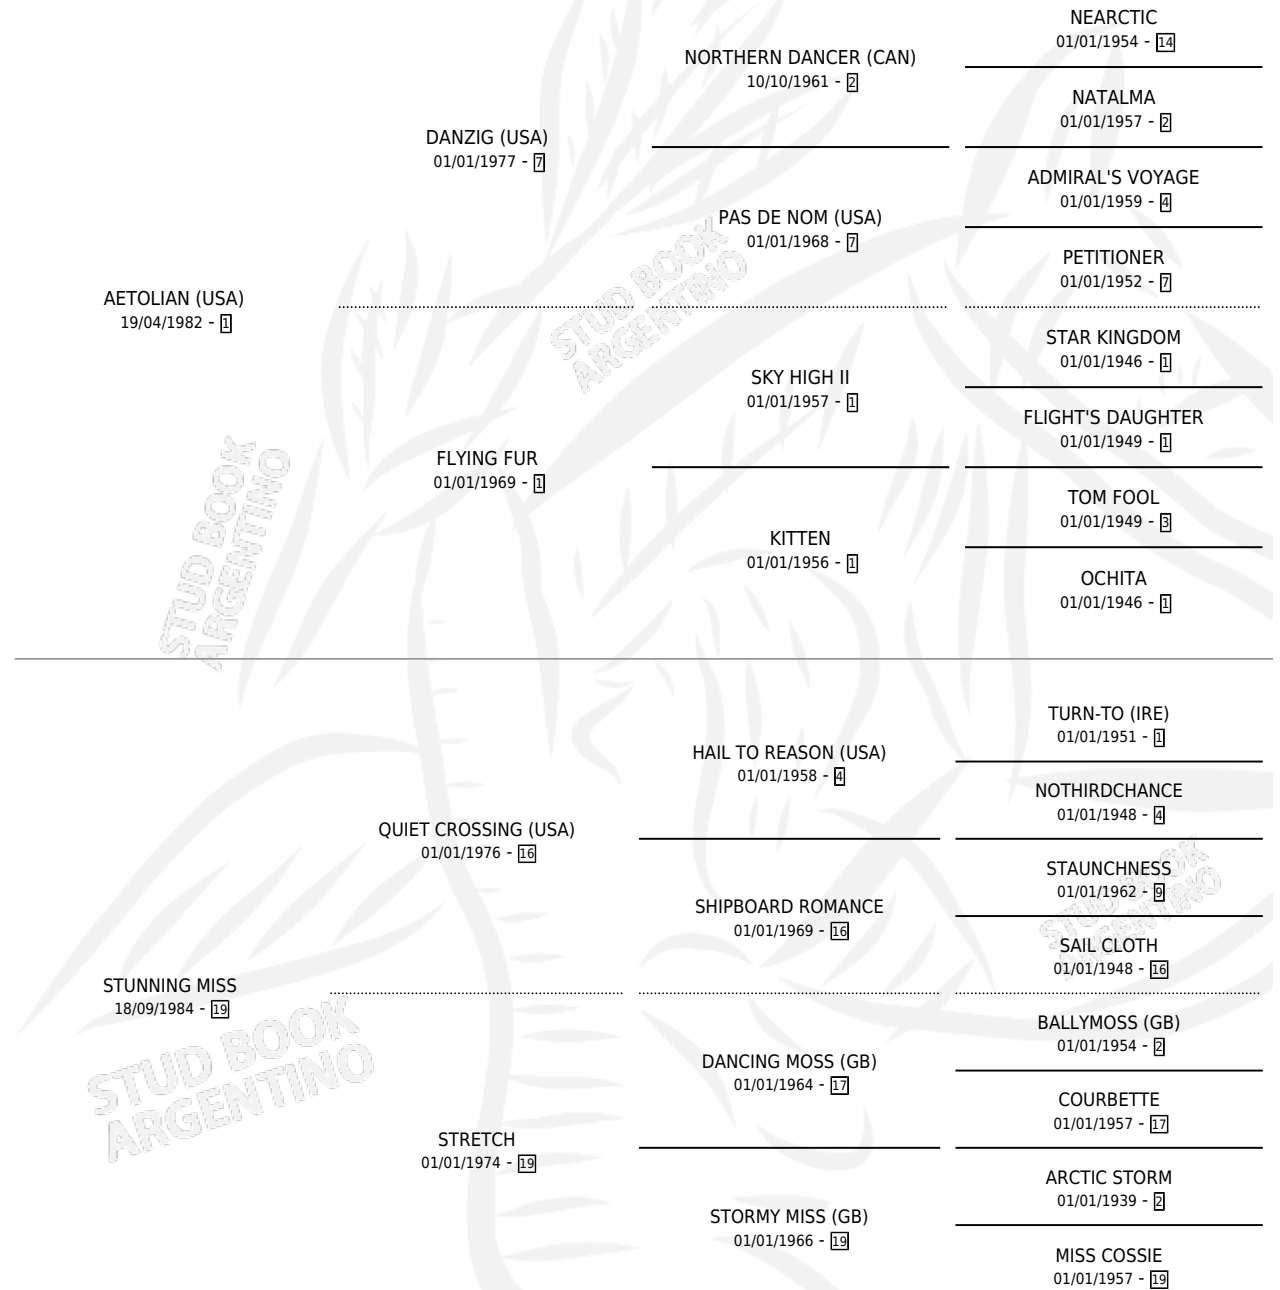 NEARCTIC
01/01/1954 - 14
NORTHERN DANCER (CAN)
10/10/1961 - 2
NATALMA
01/01/1957 - 2
DANZIG (USA)
01/01/1977 - 7
ADMIRAL'S VOYAGE
01/01/1959 - 4
PAS DE NOM (USA)
01/01/1968 - 7
PETITIONER
01/01/1952 - 7
AETOLIAN (USA)
19/04/1982 - 1
STUD BOOK
ARGENTINO
STAR KINGDOM
01/01/1946 - 1
SKY HIGH II
01/01/1957 - 1
FLIGHT'S DAUGHTER
01/01/1949 - 1
FLYING FUR
01/01/1969 - 1
TOM FOOL
01/01/1949 - 3
KITTEN
01/01/1956 - 1
OCHITA
01/01/1946 - 1
STUD BOOK
ARGENTINO
TURN-TO (IRE)
01/01/1951 - 1
HAIL TO REASON (USA)
01/01/1958 - 4
NOTHIRDCHANCE
01/01/1948 - 4
QUIET CROSSING (USA)
01/01/1976 - 16
STAUNCHNESS
01/01/1962 - 9
SHIPBOARD ROMANCE
01/01/1969 - 16
STUD BOOK
ARGENTINO
SAIL CLOTH
01/01/1948 - 16
STUNNING MISS
18/09/1984 - 19
BALLYMOSS (GB)
01/01/1954 - 2
DANCING MOSS (GB)
01/01/1964 - 17
STUD BOOK
ARGENTINO
COURBETTE
01/01/1957 - 17
STRETCH
01/01/1974 - 19
ARCTIC STORM
01/01/1939 - 2
STORMY MISS (GB)
01/01/1966 - 19
MISS COSSIE
01/01/1957 - 19